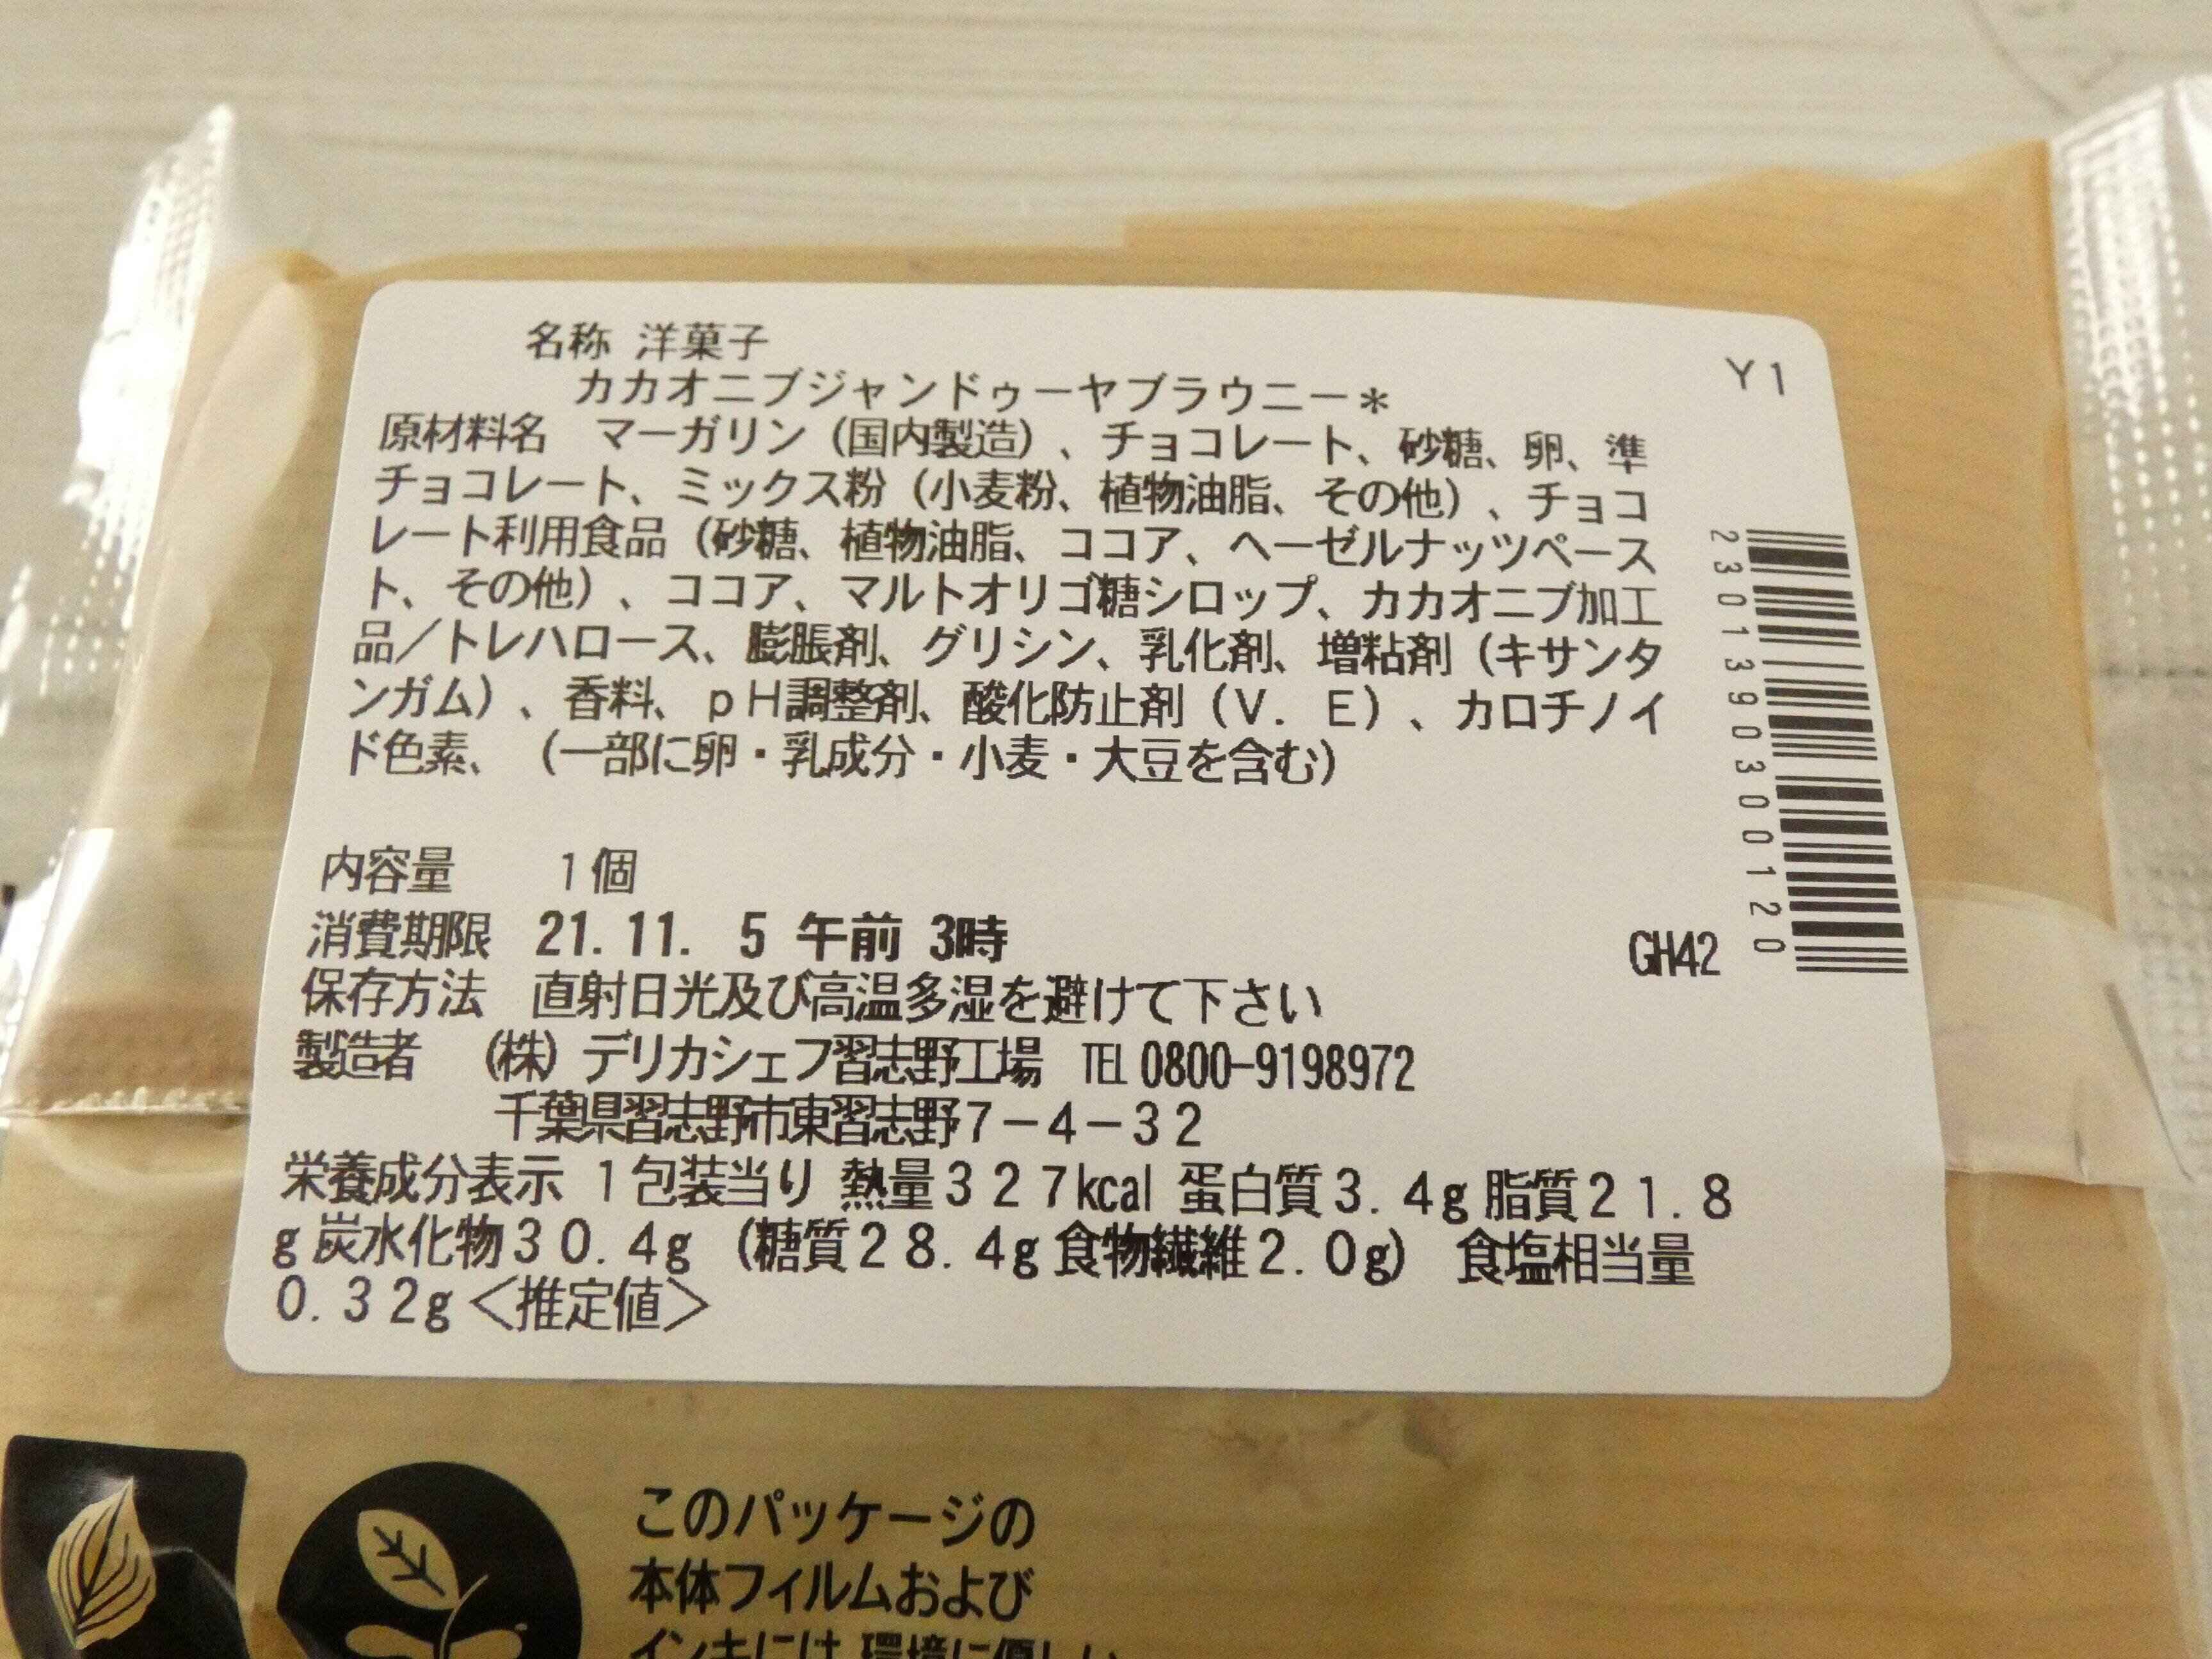 名称 洋菓子
カカオニブジャンドゥーヤブラウニー＊
Y1
原材料名 マーガリン（国内製造）、チョコレート、砂糖、卵、準
チョコレート、ミックス粉（小麦粉、植物油脂、その他）、チョコ
レート利用食品（砂糖、植物油脂、ココア、ヘーゼルナッツペース
ト、その他）、ココア、マルトオリゴ糖シロップ、カカオニブ加工
品／トレハロース、膨脹剤、グリシン、乳化剤、増粘剤（キサンタ
ンガム）、香料、ｐＨ調整剤、酸化防止剤（Ｖ．Ｅ）、カロチノイ
ド色素、（一部に卵・乳成分・小麦・大豆を含む）
2301390300120
内容量 1個
消費期限 21.11. 5 午前 3時
GH42
保存方法 直射日光及び高温多湿を避けて下さい
製造者 （株）デリカシェフ習志野工場 TEL 0800-9198972
千葉県習志野市東習志野7－4－32
栄養成分表示 1包装当り 熱量327kcal 蛋白質3.4g 脂質21.8
g 炭水化物30.4g （糖質28.4g 食物繊維2.0g） 食塩相当量
0.32g＜推定値＞
このパッケージの
本体フィルムおよび
インキには、環境に優しい